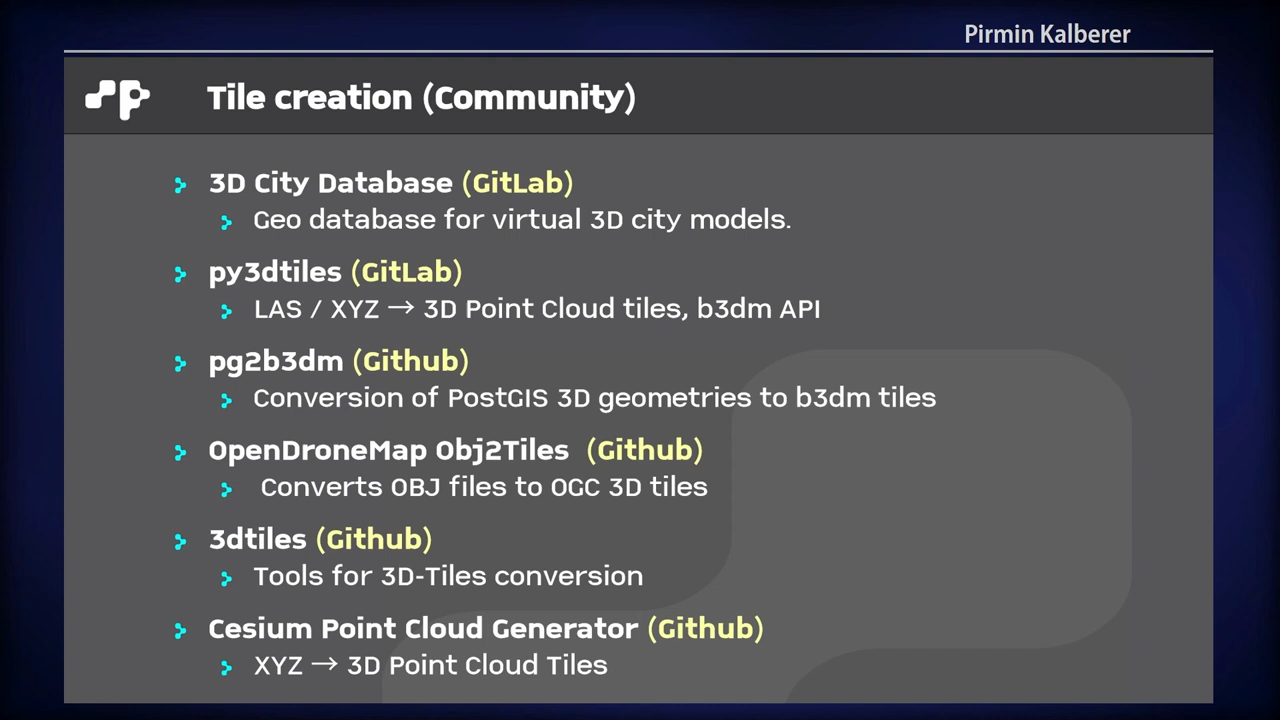 Pirmin Kalberer
Tile creation (Community)
3D City Database (GitLab)
Geo database for virtual 3D city models.
py3dtiles (GitLab)
LAS / XYZ → 3D Point Cloud tiles, b3dm API
pg2b3dm (Github)
Conversion of PostGIS 3D geometries to b3dm tiles
OpenDroneMap Obj2Tiles (Github)
Converts OBJ files to OGC 3D tiles
3dtiles (Github)
Tools for 3D-Tiles conversion
Cesium Point Cloud Generator (Github)
XYZ → 3D Point Cloud Tiles